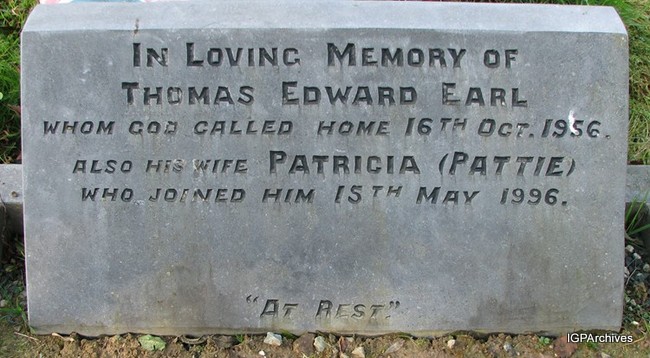 In Loving Memory of
Thomas Edward Earl
whom God called home 16th Oct. 1956.
also his wife Patricia (Pattie)
who joined him 15th May 1996.
"At Rest."
IGPArchives